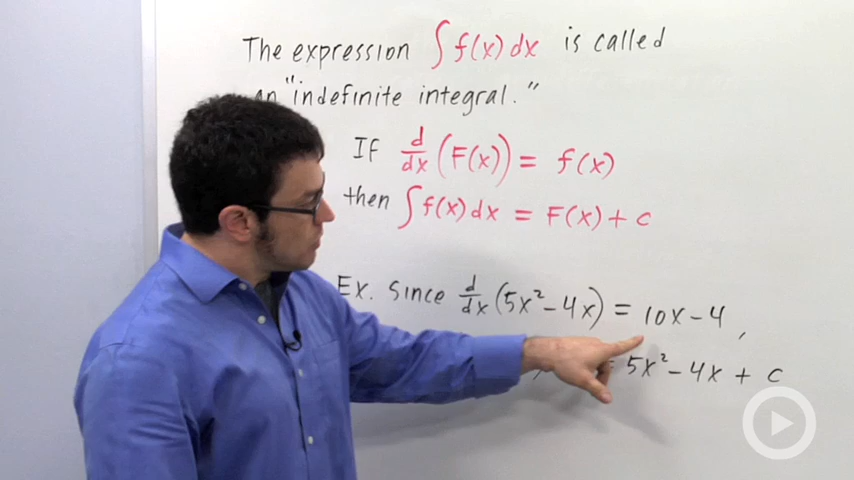 The expression ∫ f(x) dx is called
an "indefinite integral."
If d/dx (F(x)) = f(x)
then ∫ f(x) dx = F(x) + c
Ex. Since d/dx (5x² - 4x) = 10x - 4,
= 5x² - 4x + c